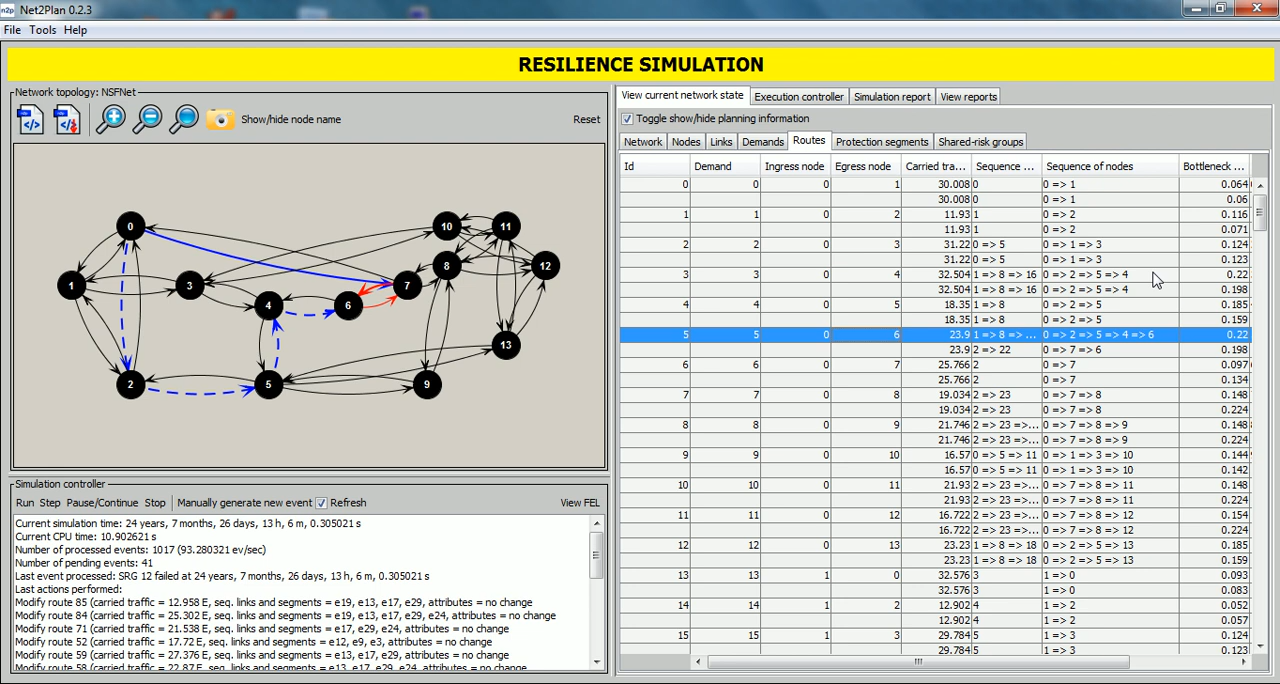 Net2Plan 0.2.3
File Tools Help
RESILIENCE SIMULATION
Network topology: NSFNet
Show/hide node name
Reset
0
10
11
8
12
1
3
7
4
6
13
2
5
9
Simulation controller
Run Step Pause/Continue Stop Manually generate new event Refresh View FEL
Current simulation time: 24 years, 7 months, 26 days, 13 h, 6 m, 0.305021 s
Current CPU time: 10.902621 s
Number of processed events: 1017 (93.280321 ev/sec)
Number of pending events: 41
Last event processed: SRG 12 failed at 24 years, 7 months, 26 days, 13 h, 6 m, 0.305021 s
Last actions performed:
Modify route 85 (carried traffic = 12.958 E, seq. links and segments = e19, e13, e17, e29, attributes = no change
Modify route 84 (carried traffic = 25.302 E, seq. links and segments = e19, e13, e17, e29, e24, attributes = no change
Modify route 71 (carried traffic = 21.538 E, seq. links and segments = e17, e29, e24, attributes = no change
Modify route 52 (carried traffic = 17.72 E, seq. links and segments = e12, e9, e3, attributes = no change
Modify route 59 (carried traffic = 27.376 E, seq. links and segments = e13, e17, e29, attributes = no change
Modify route 58 (carried traffic = 22.87 E, seq. links and segments = e13, e17, e29, e24, attributes = no change
View current network state Execution controller Simulation report View reports
Toggle show/hide planning information
Network Nodes Links Demands Routes Protection segments Shared-risk groups
Id Demand Ingress node Egress node Carried tra... Sequence ... Sequence of nodes Bottleneck ...
0 0 0 1 30.008 0 0 => 1 0.064
30.008 0 0 => 1 0.06
1 1 0 2 11.93 1 0 => 2 0.116
11.93 1 0 => 2 0.071
2 2 0 3 31.22 0 => 5 0 => 1 => 3 0.124
31.22 0 => 5 0 => 1 => 3 0.123
3 3 0 4 32.504 1 => 8 => 16 0 => 2 => 5 => 4 0.22
32.504 1 => 8 => 16 0 => 2 => 5 => 4 0.198
4 4 0 5 18.35 1 => 8 0 => 2 => 5 0.185
18.35 1 => 8 0 => 2 => 5 0.159
5 5 0 6 23.9 1 => 8 => ... 0 => 2 => 5 => 4 => 6 0.22
23.9 2 => 22 0 => 7 => 6 0.198
6 6 0 7 25.766 2 0 => 7 0.097
25.766 2 0 => 7 0.134
7 7 0 8 19.034 2 => 23 0 => 7 => 8 0.148
19.034 2 => 23 0 => 7 => 8 0.224
8 8 0 9 21.746 2 => 23 =>... 0 => 7 => 8 => 9 0.148
21.746 2 => 23 =>... 0 => 7 => 8 => 9 0.224
9 9 0 10 16.57 0 => 5 => 11 0 => 1 => 3 => 10 0.144
16.57 0 => 5 => 11 0 => 1 => 3 => 10 0.142
10 10 0 11 21.93 2 => 23 =>... 0 => 7 => 8 => 11 0.148
21.93 2 => 23 =>... 0 => 7 => 8 => 11 0.224
11 11 0 12 16.722 2 => 23 =>... 0 => 7 => 8 => 12 0.154
16.722 2 => 23 =>... 0 => 7 => 8 => 12 0.224
12 12 0 13 23.23 1 => 8 => 18 0 => 2 => 5 => 13 0.185
23.23 1 => 8 => 18 0 => 2 => 5 => 13 0.159
13 13 1 0 32.576 3 1 => 0 0.093
32.576 3 1 => 0 0.083
14 14 1 2 12.902 4 1 => 2 0.052
12.902 4 1 => 2 0.057
15 15 1 3 29.784 5 1 => 3 0.124
29.784 5 1 => 3 0.123